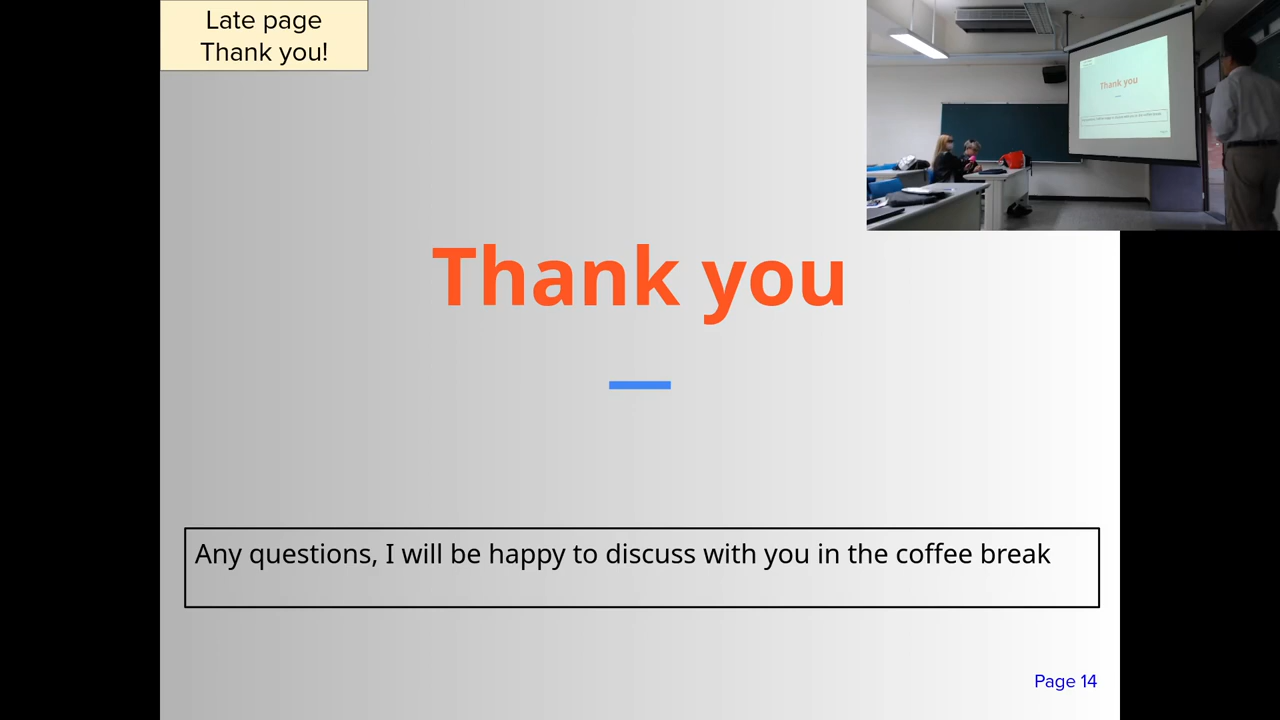 Late page
Thank you!
Thank you
Thank you
Any questions, I will be happy to discuss with you in the coffee break
Page 14